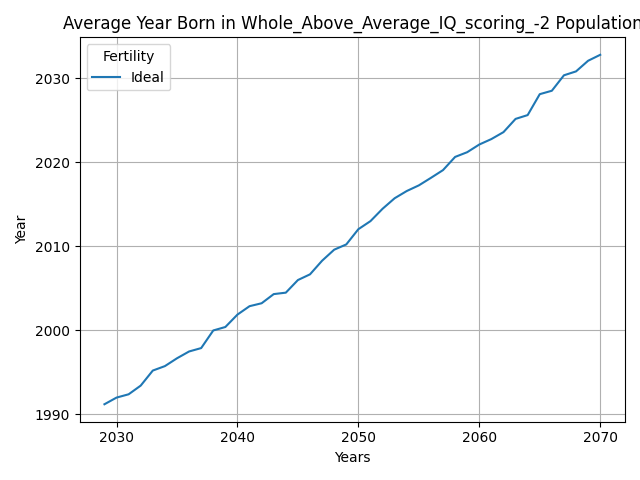 Average Year Born in Whole_Above_Average_IQ_scoring_-2 Population
Fertility
Ideal
Year
2030
2020
2010
2000
1990
2030 2040 2050 2060 2070
Years